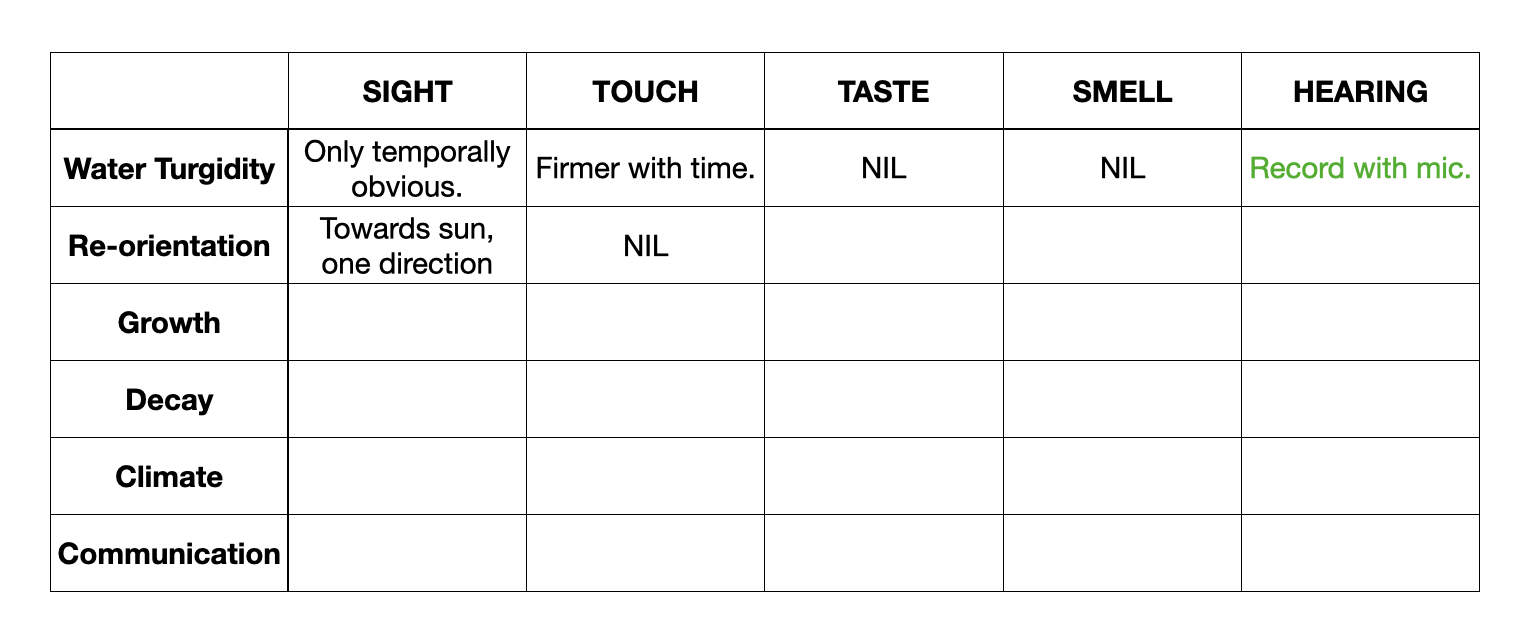 SIGHT TOUCH TASTE SMELL HEARING
Water Turgidity Only temporally obvious. Firmer with time. NIL NIL Record with mic.
Re-orientation Towards sun, one direction NIL
Growth
Decay
Climate
Communication